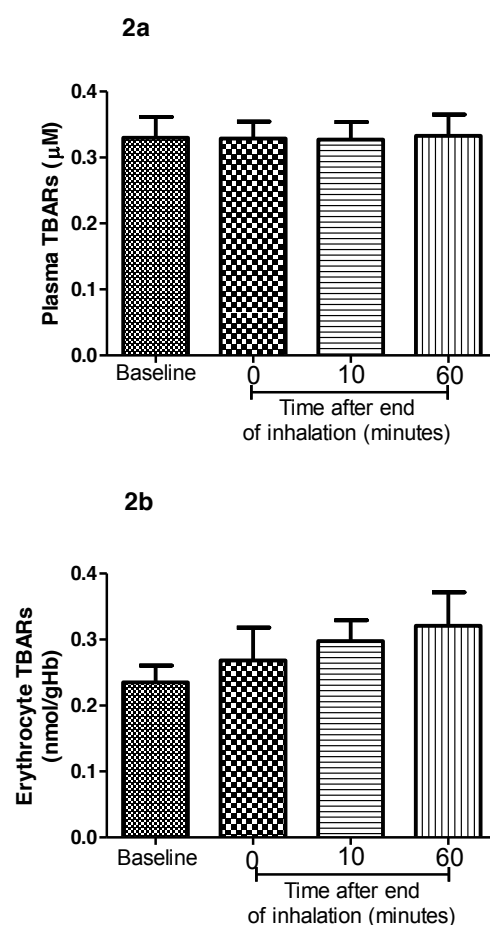 2a
Plasma TBARs (μM)
0.4
0.3
0.2
0.1
0.0
Baseline
0
10
60
Time after end
of inhalation (minutes)
2b
Erythrocyte TBARs
(nmol/gHb)
0.4
0.3
0.2
0.1
0.0
Baseline
0
10
60
Time after end
of inhalation (minutes)